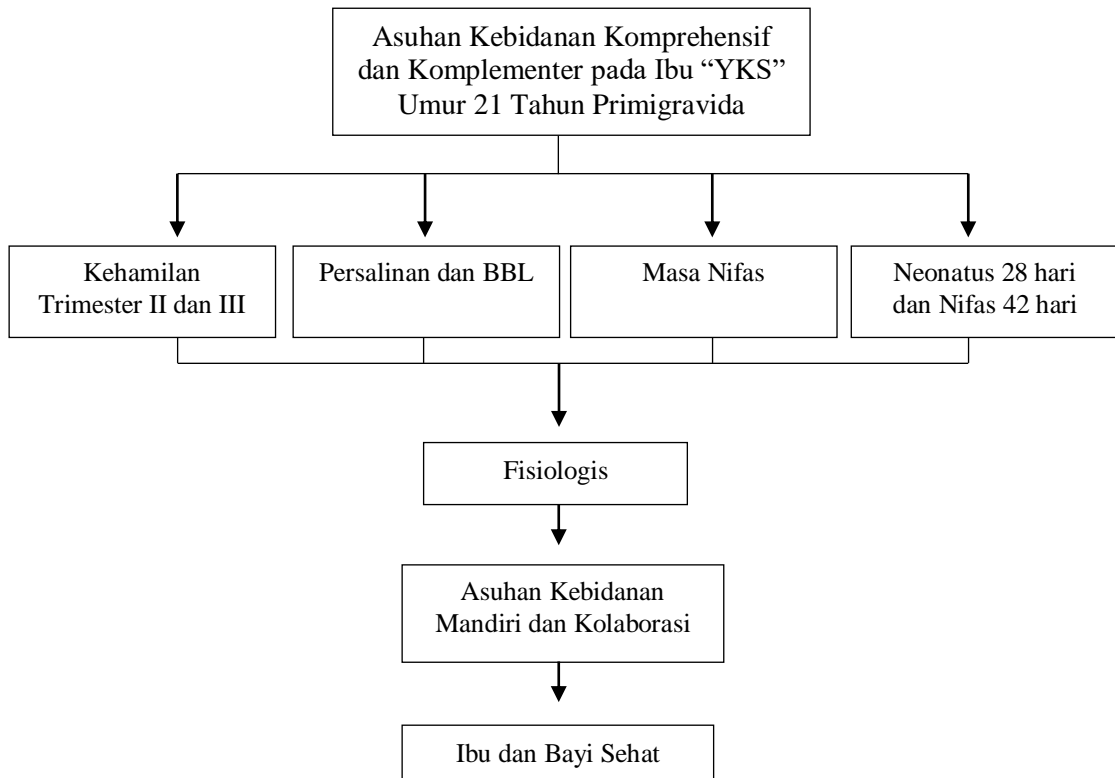 Asuhan Kebidanan Komprehensif
dan Komplementer pada Ibu “YKS”
Umur 21 Tahun Primigravida
Kehamilan
Trimester II dan III
Persalinan dan BBL
Masa Nifas
Neonatus 28 hari
dan Nifas 42 hari
Fisiologis
Asuhan Kebidanan
Mandiri dan Kolaborasi
Ibu dan Bayi Sehat